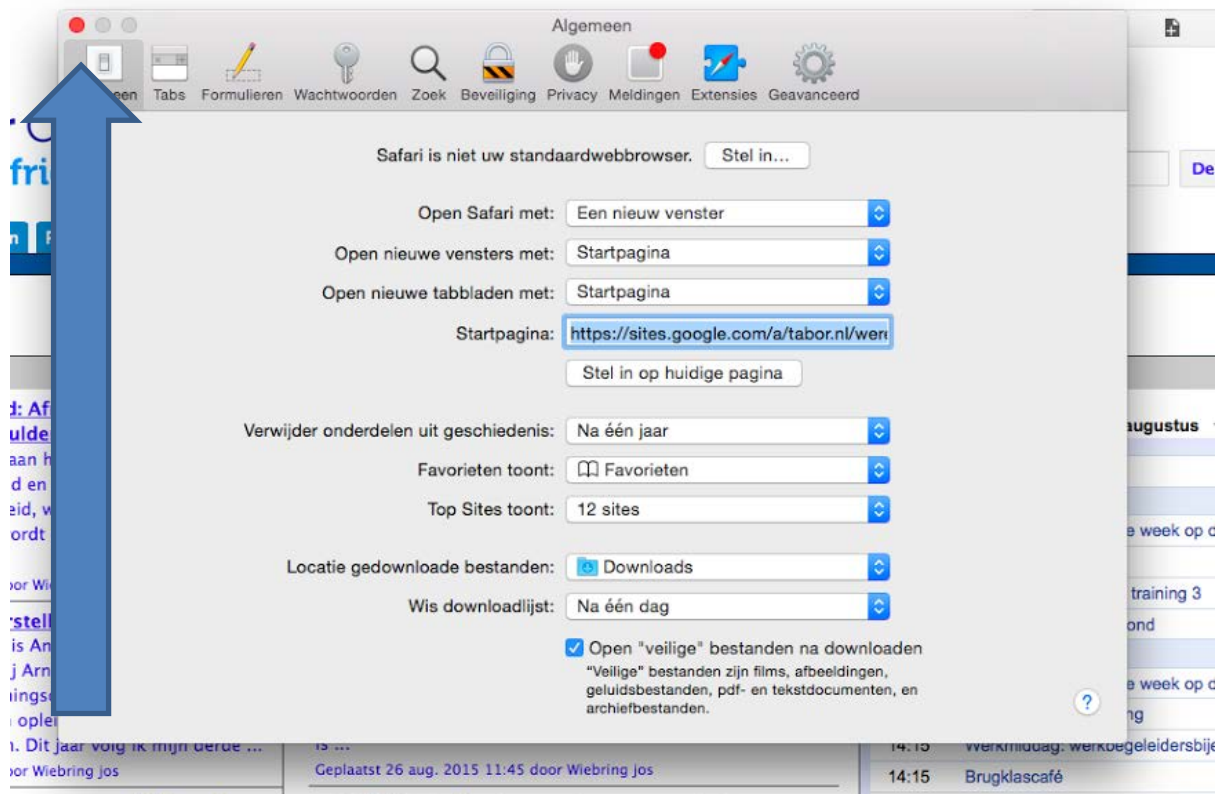 Algemeen
Tabs Formulieren Wachtwoorden Zoek Beveiliging Privacy Meldingen Extensies Geavanceerd
Safari is niet uw standaardwebbrowser. Stel in...
De
Open Safari met: Een nieuw venster
Open nieuwe vensters met: Startpagina
Open nieuwe tabbladen met: Startpagina
Startpagina: https://sites.google.com/a/tabor.nl/were
Stel in op huidige pagina
Verwijder onderdelen uit geschiedenis: Na één jaar
augustus
Favorieten toont: Favorieten
Top Sites toont: 12 sites
e week op d
Locatie gedownloade bestanden: Downloads
training 3
Wis downloadlijst: Na één dag
Open "veilige" bestanden na downloaden
"Veilige" bestanden zijn films, afbeeldingen,
geluidsbestanden, pdf- en tekstdocumenten, en
archiefbestanden.
e week op d
?
n. Dit jaar volg ik mijn derde ...
is ...
14:15 Werkmiddag: werkbegeleidersbije
oor Wiebring jos
Geplaatst 26 aug. 2015 11:45 door Wiebring jos
14:15 Brugklascafé